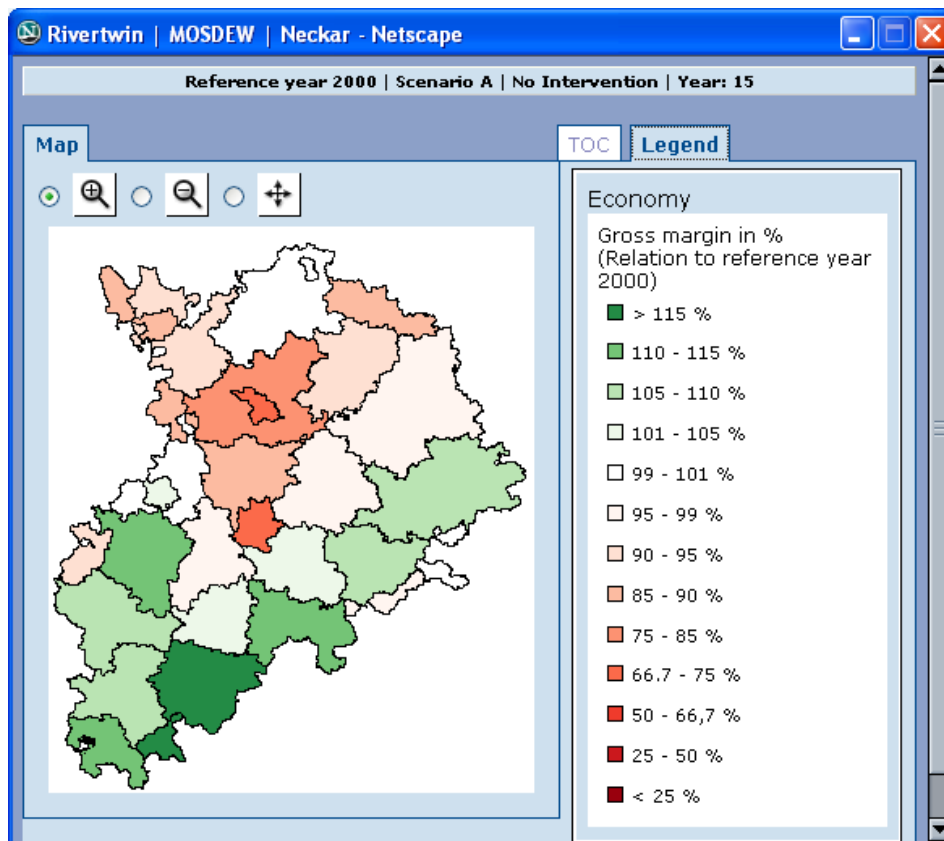 Rivertwin | MOSDEW | Neckar - Netscape
Reference year 2000 | Scenario A | No Intervention | Year: 15
Map
TOC
Legend
Economy
Gross margin in %
(Relation to reference year
2000)
> 115 %
110 - 115 %
105 - 110 %
101 - 105 %
99 - 101 %
95 - 99 %
90 - 95 %
85 - 90 %
75 - 85 %
66.7 - 75 %
50 - 66,7 %
25 - 50 %
< 25 %